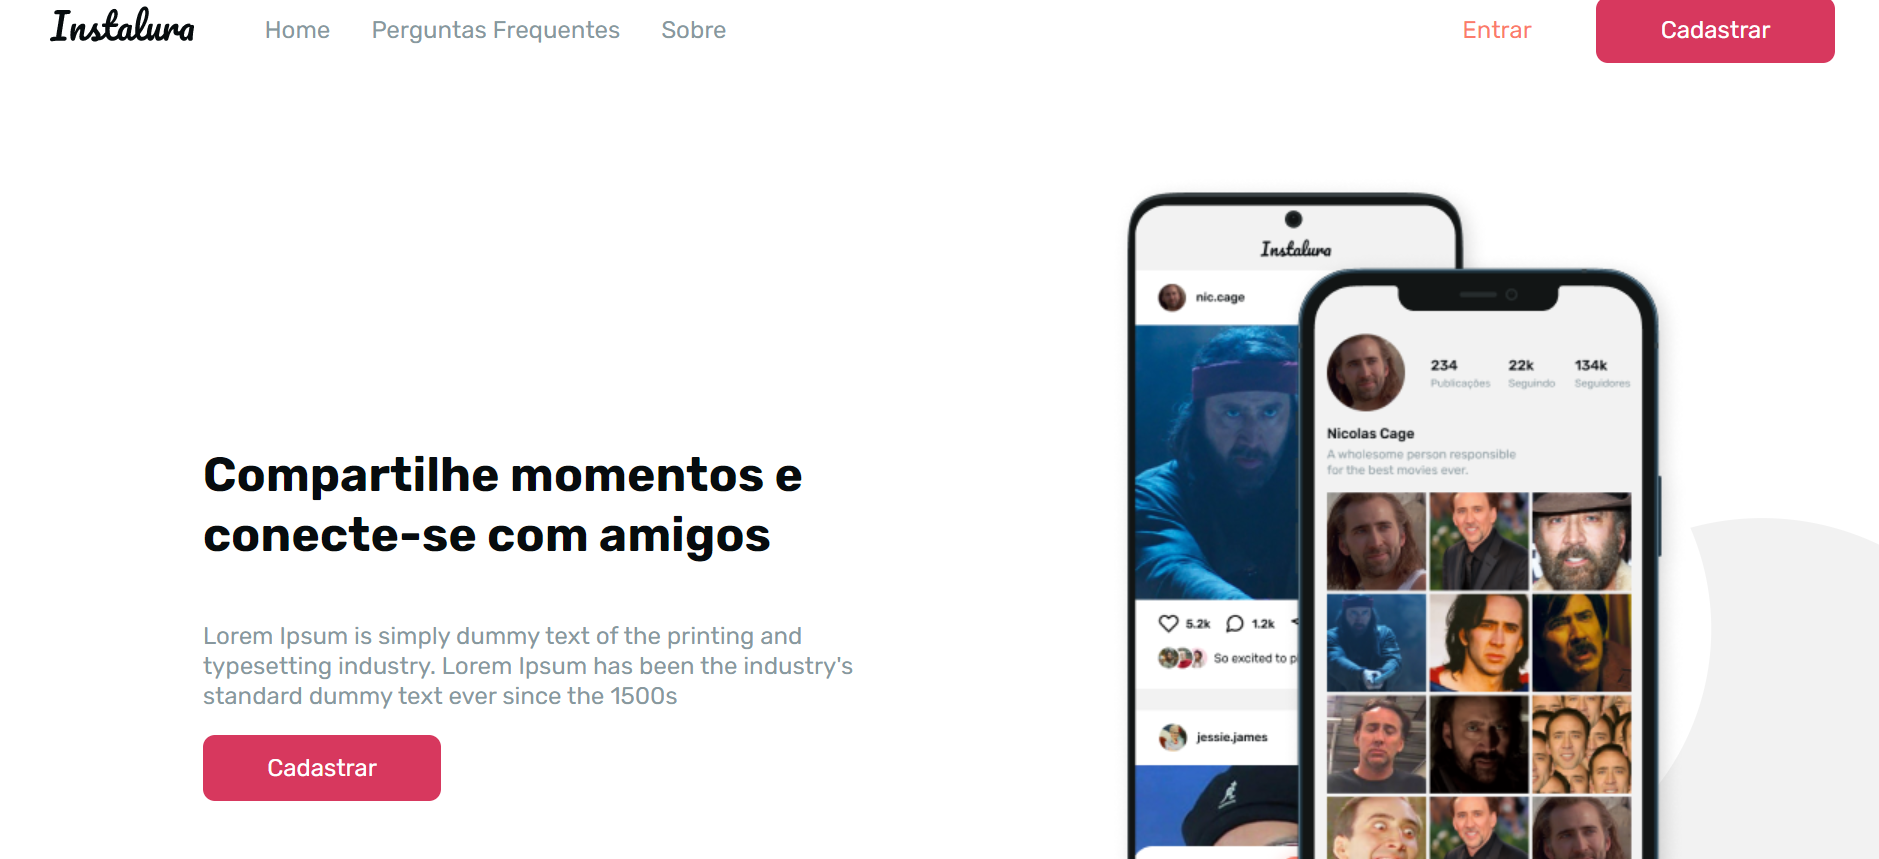 Instalura
Home
Perguntas Frequentes
Sobre
Entrar
Cadastrar
Compartilhe momentos e
conecte-se com amigos
Lorem Ipsum is simply dummy text of the printing and
typesetting industry. Lorem Ipsum has been the industry's
standard dummy text ever since the 1500s
Cadastrar
Instalura
nic.cage
5.2k
1.2k
So excited to p
jessie.james
234
22k
134k
Publicações
Seguindo
Seguidores
Nicolas Cage
A wholesome person responsible
for the best movies ever.